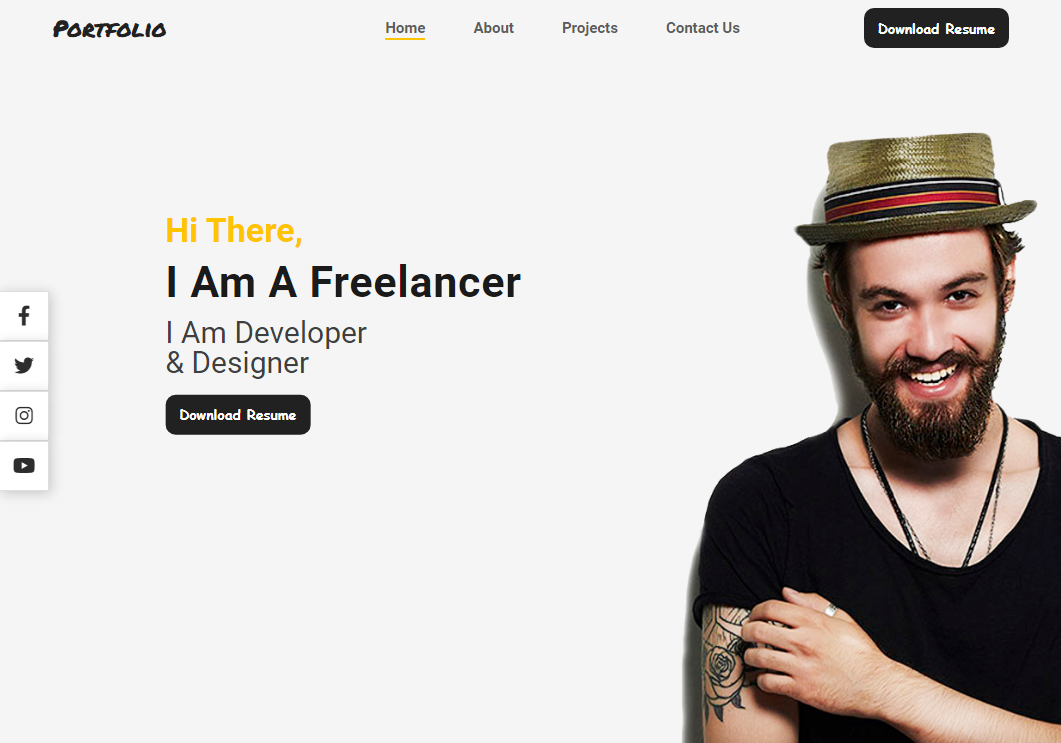 Portfolio
Home
About
Projects
Contact Us
Download Resume
Hi There,
I Am A Freelancer
I Am Developer
& Designer
Download Resume